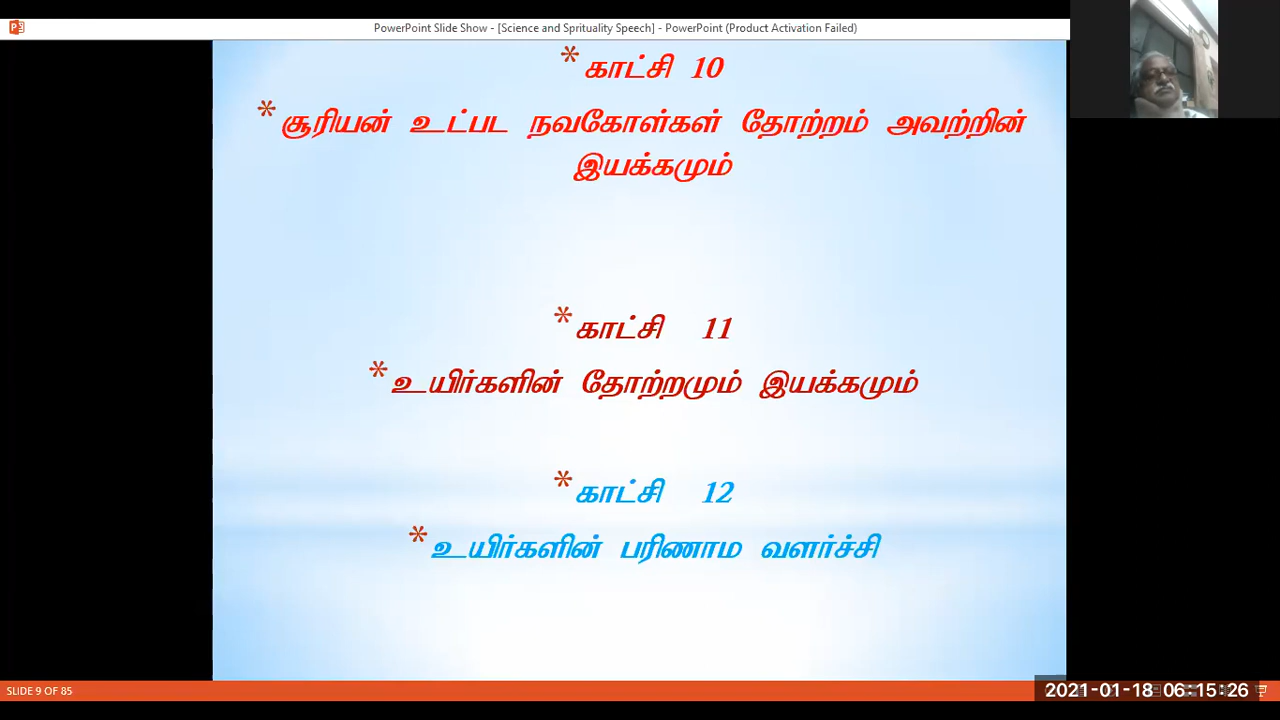 PowerPoint Slide Show - [Science and Sprituality Speech] - PowerPoint (Product Activation Failed)
* காட்சி 10
* சூரியன் உட்பட நவகோள்கள் தோற்றம் அவற்றின்
இயக்கமும்
* காட்சி 11
* உயிர்களின் தோற்றமும் இயக்கமும்
* காட்சி 12
* உயிர்களின் பரிணாம வளர்ச்சி
SLIDE 9 OF 85
2021-01-18 06:15:26